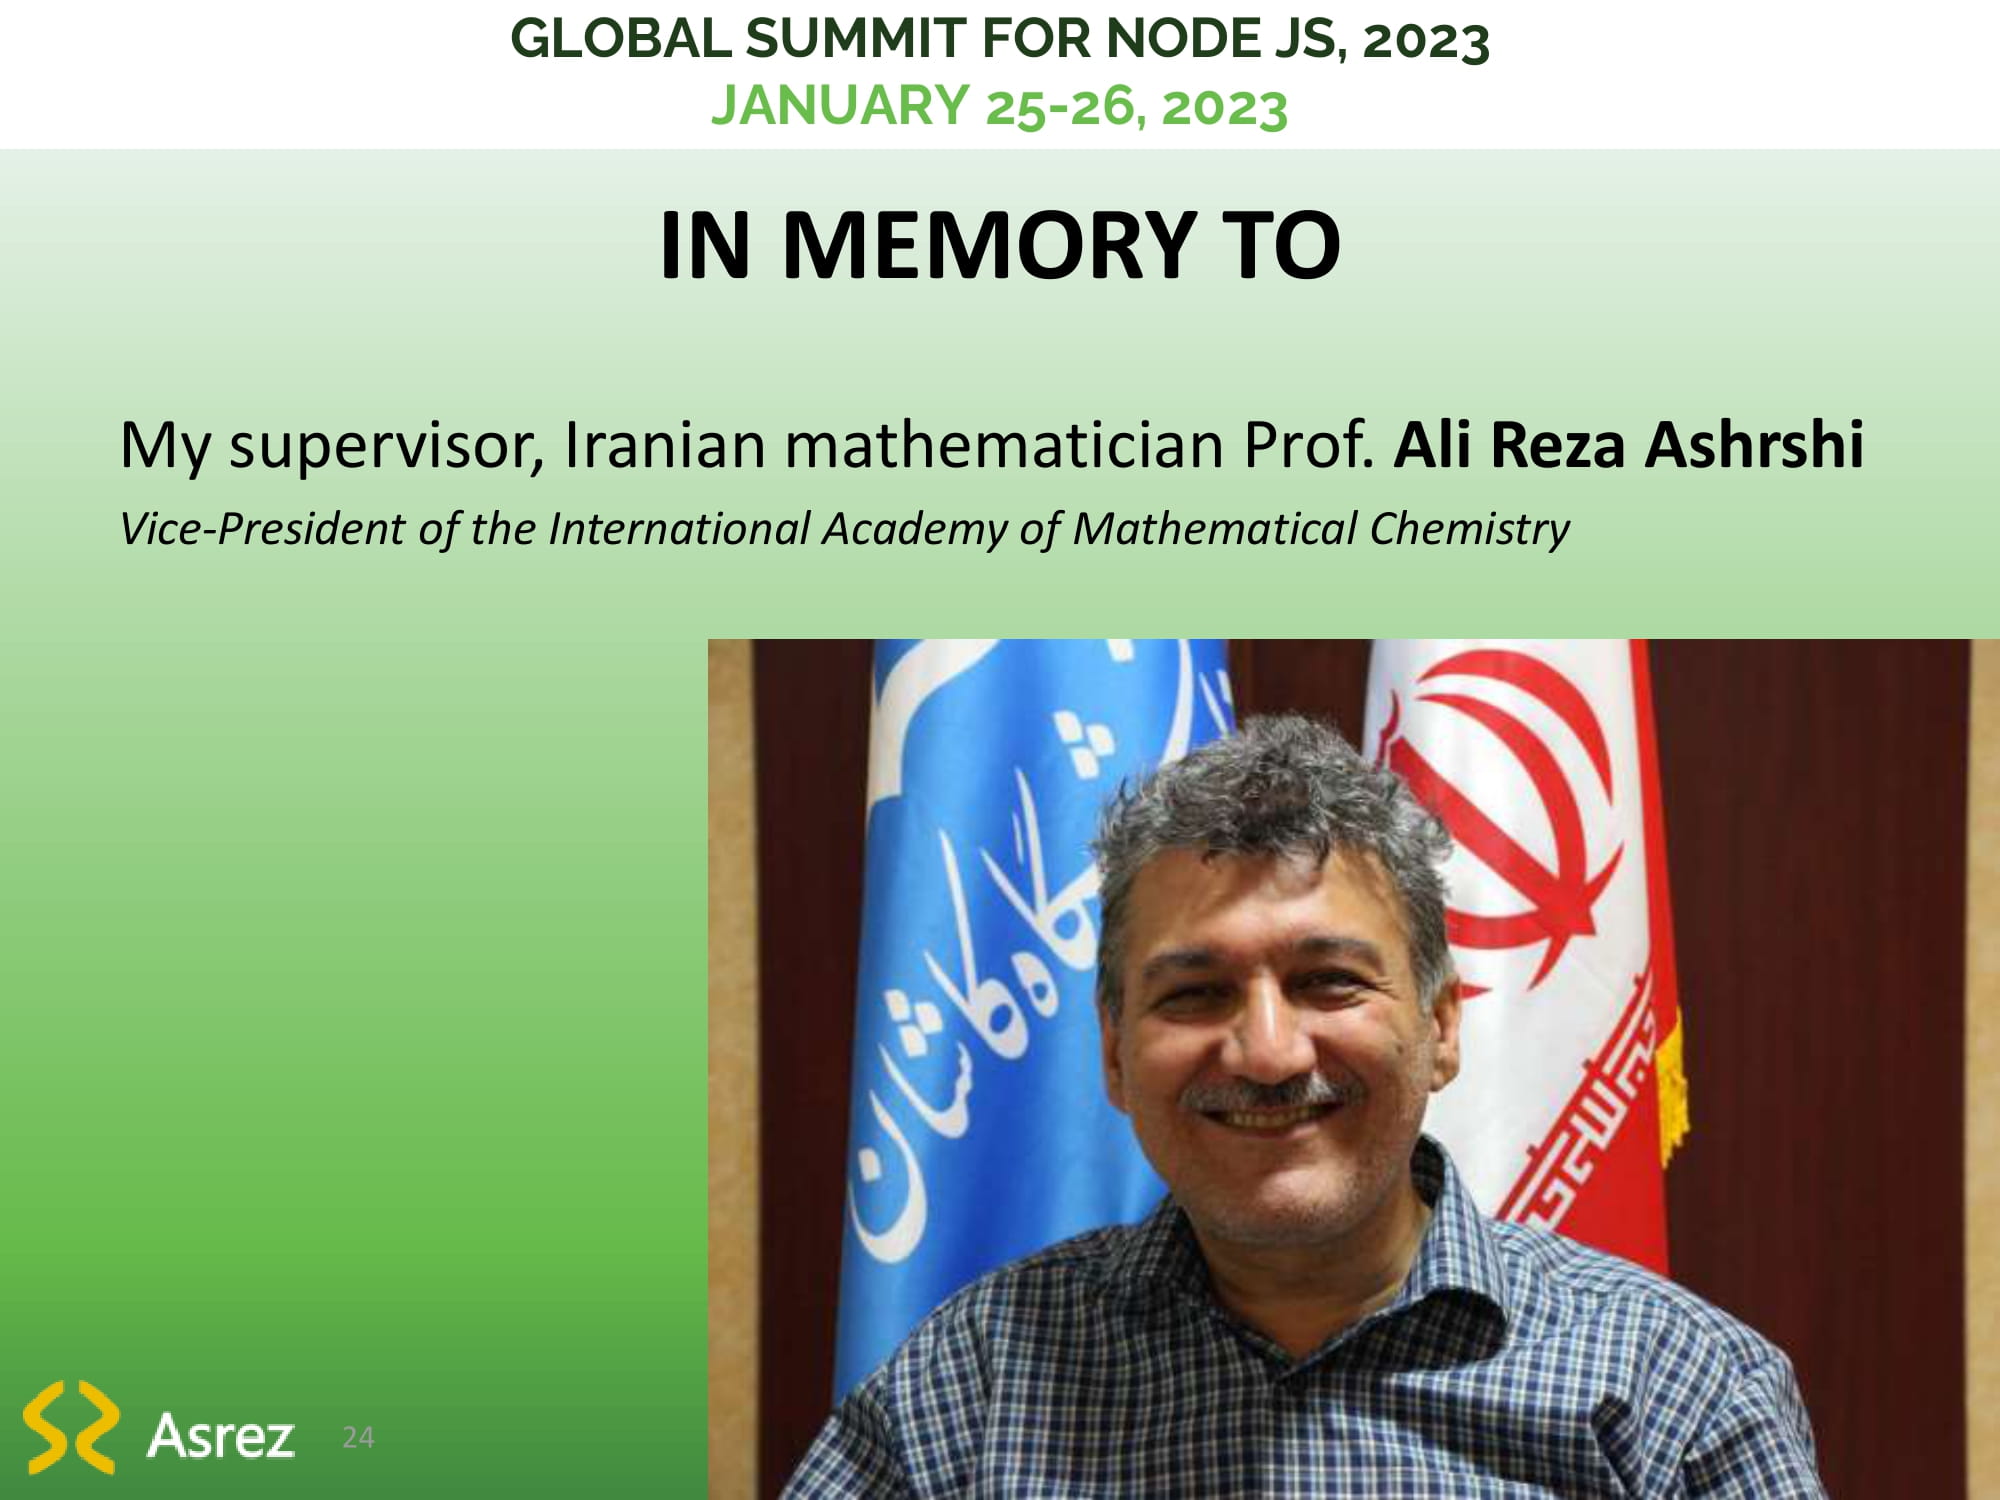 GLOBAL SUMMIT FOR NODE JS, 2023
JANUARY 25-26, 2023
IN MEMORY TO
My supervisor, Iranian mathematician Prof. Ali Reza Ashrshi
Vice-President of the International Academy of Mathematical Chemistry
کاشان
Asrez
24